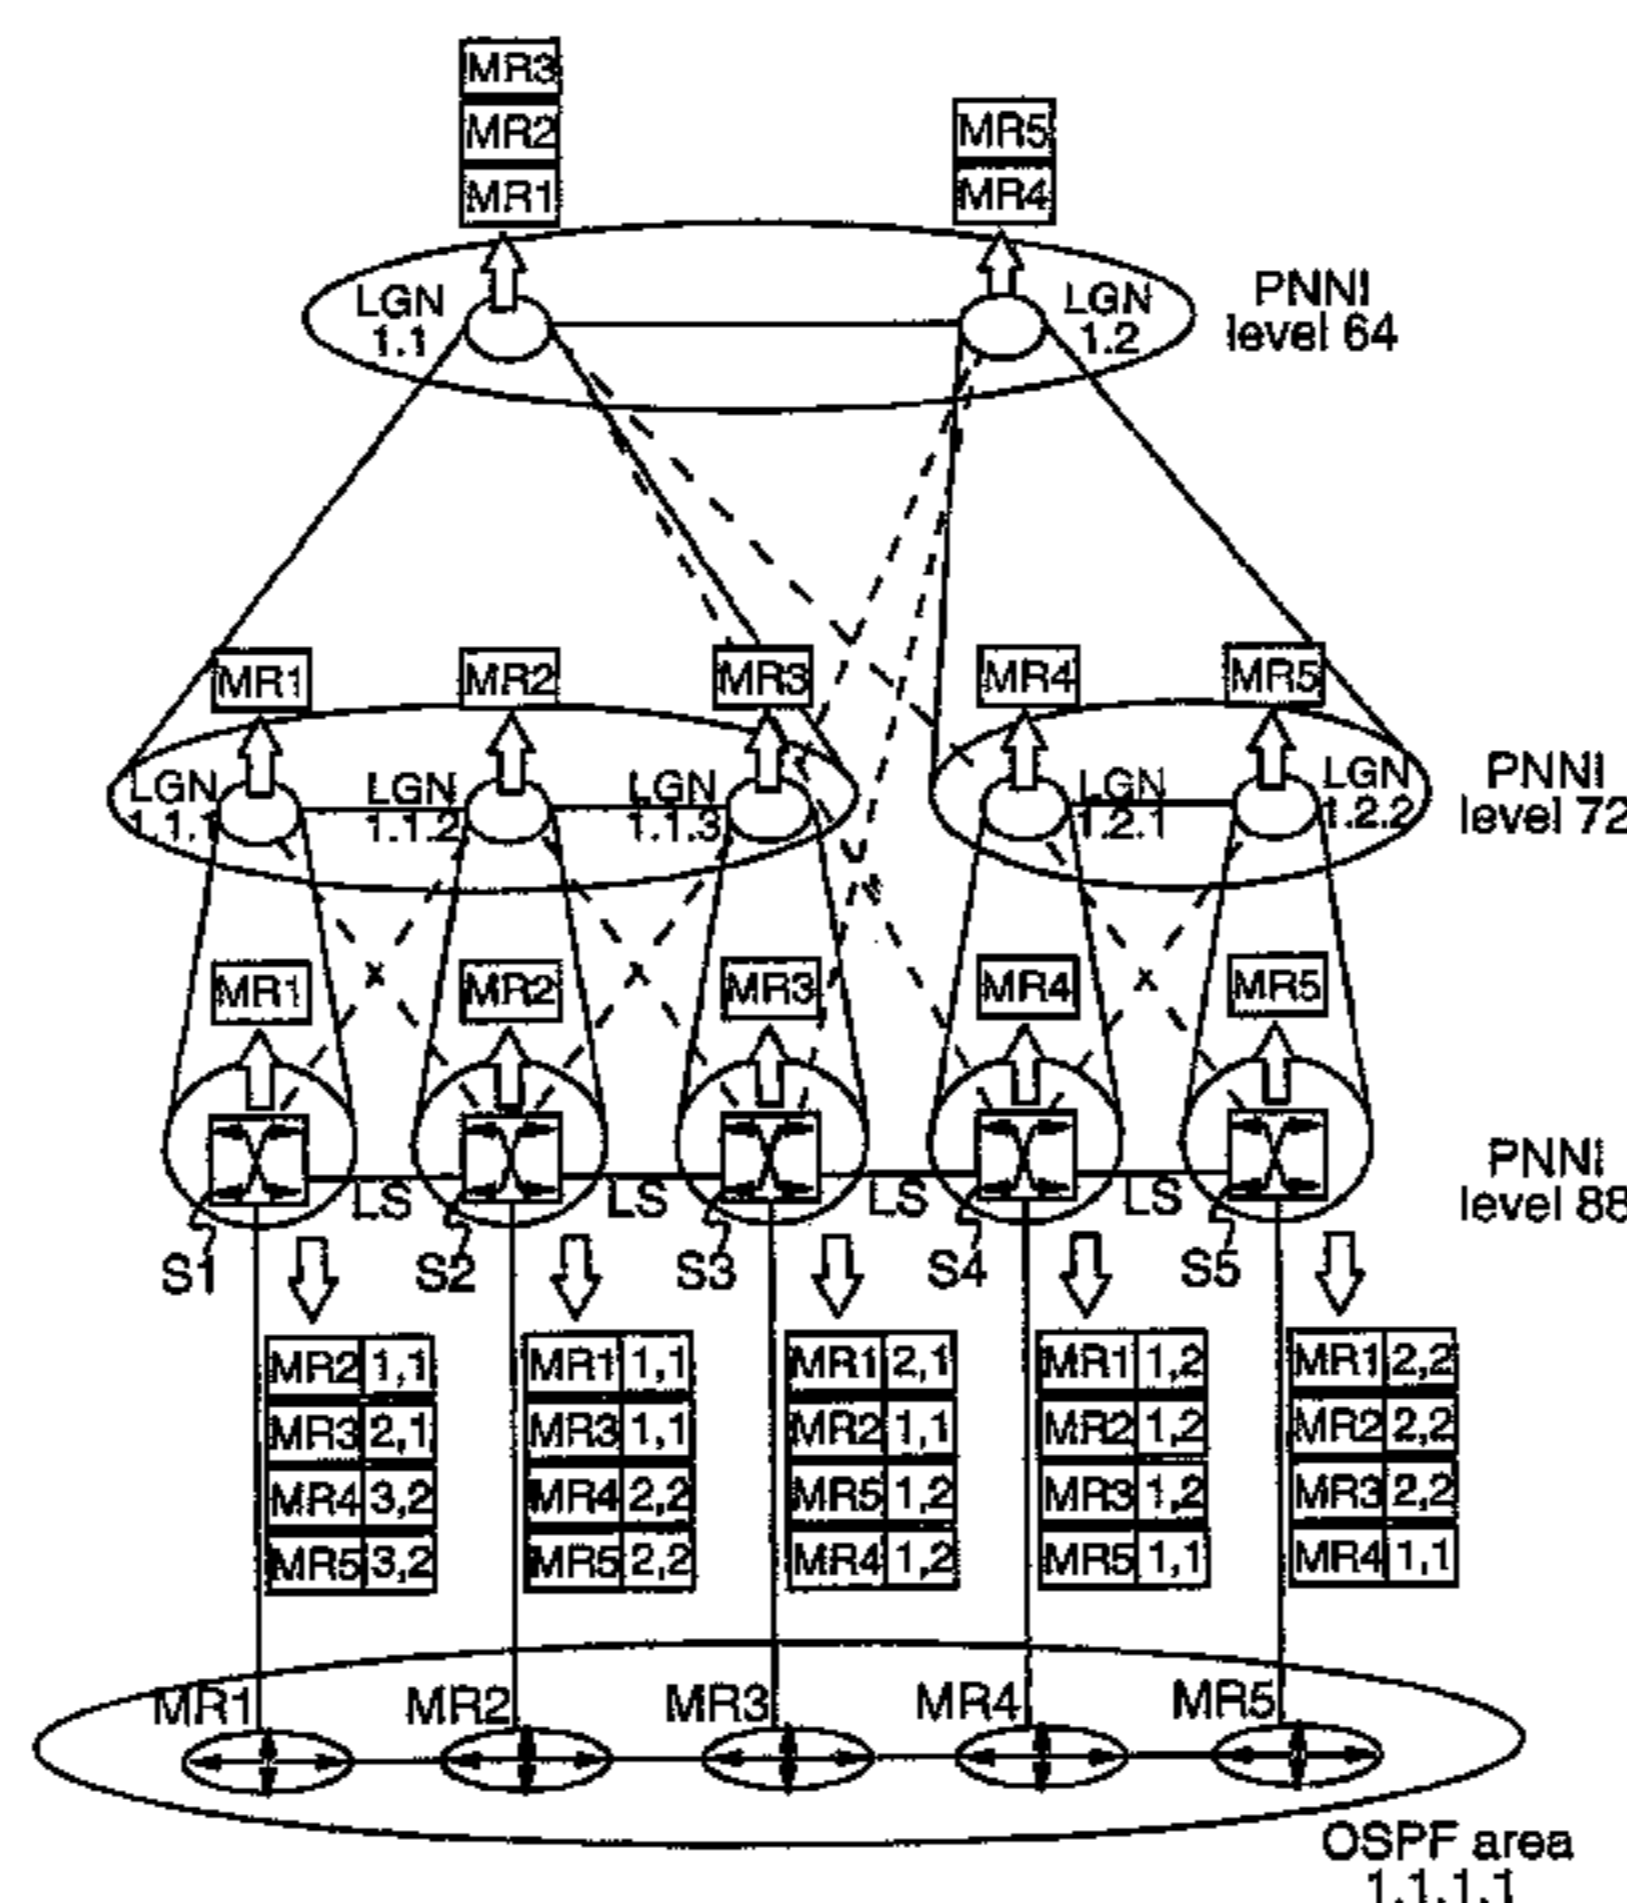 MR3
MR2
MR1
MR5
MR4
LGN
1.1
LGN
1.2
PNNI
level 64
MR1
MR2
MR3
MR4
MR5
LGN
1.1.1
LGN
1.1.2
LGN
1.1.3
LGN
1.2.1
LGN
1.2.2
PNNI
level 72
MR1
MR2
MR3
MR4
MR5
LS
LS
LS
LS
PNNI
level 88
S1
S2
S3
S4
S5
MR2 1,1
MR3 2,1
MR4 3,2
MR5 3,2
MR1 1,1
MR3 1,1
MR4 2,2
MR5 2,2
MR1 2,1
MR2 1,1
MR5 1,2
MR4 1,2
MR1 1,2
MR2 1,2
MR3 1,2
MR5 1,1
MR1 2,2
MR2 2,2
MR3 2,2
MR4 1,1
MR1
MR2
MR3
MR4
MR5
OSPF area
1.1.1.1